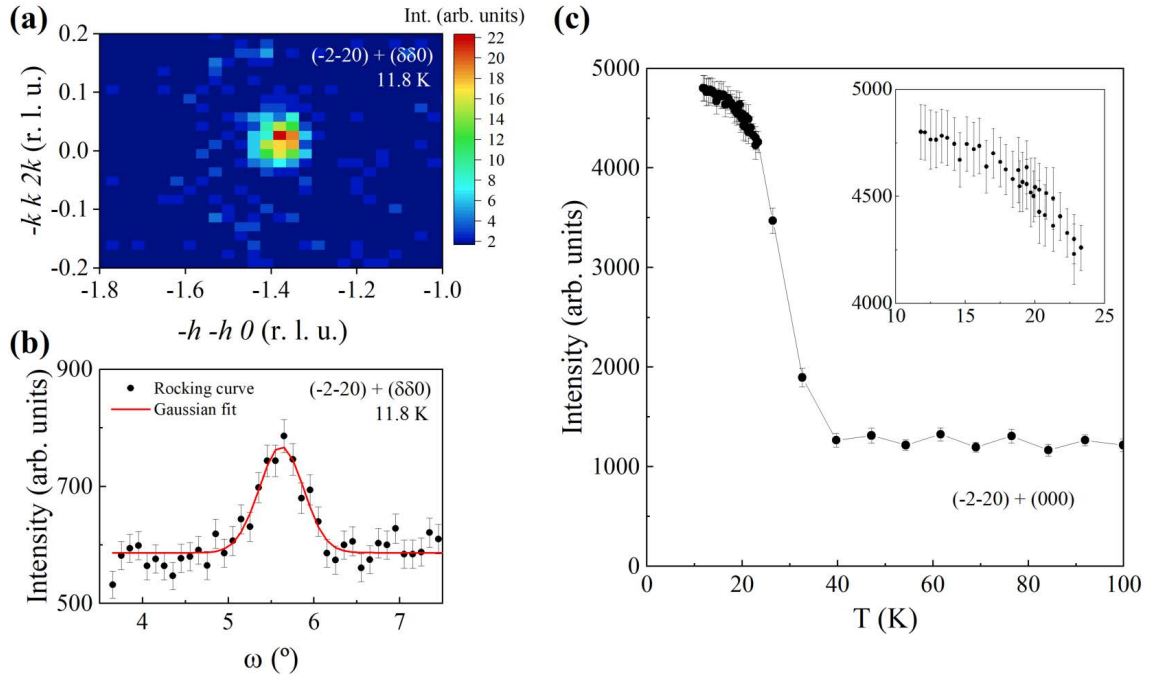 (a)
Int. (arb. units)
(-2-20) + (δδ0)
11.8 K
0.2
0.1
0.0
-0.1
-0.2
-k k 2k (r. l. u.)
22
20
18
16
14
12
10
8
6
4
2
-1.8 -1.6 -1.4 -1.2 -1.0
-h -h 0 (r. l. u.)
(b)
900
700
500
Intensity (arb. units)
Rocking curve
Gaussian fit
(-2-20) + (δδ0)
11.8 K
4 5 6 7
ω (º)
(c)
5000
4000
3000
2000
1000
0
Intensity (arb. units)
5000
4500
4000
10 15 20 25
(-2-20) + (000)
0 20 40 60 80 100
T (K)